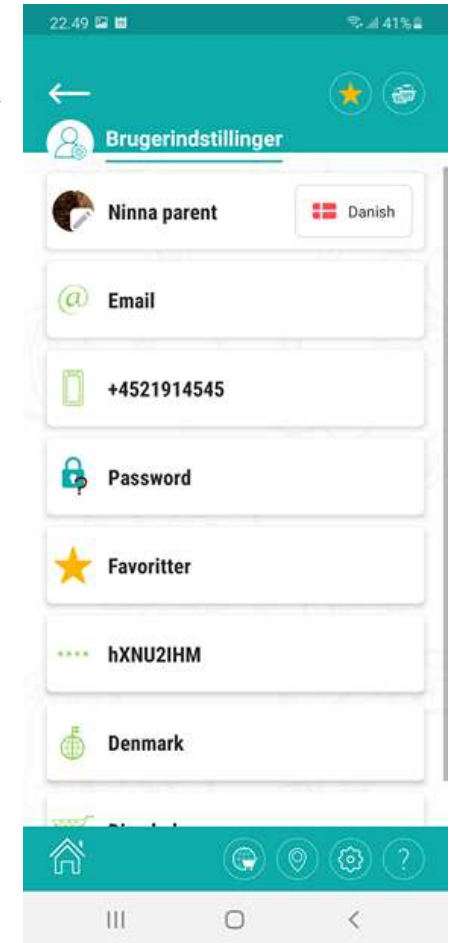 22.49
41%
Brugerindstillinger
Ninna parent
Danish
@ Email
+4521914545
Password
Favoritter
hXNU2IHM
Denmark
?